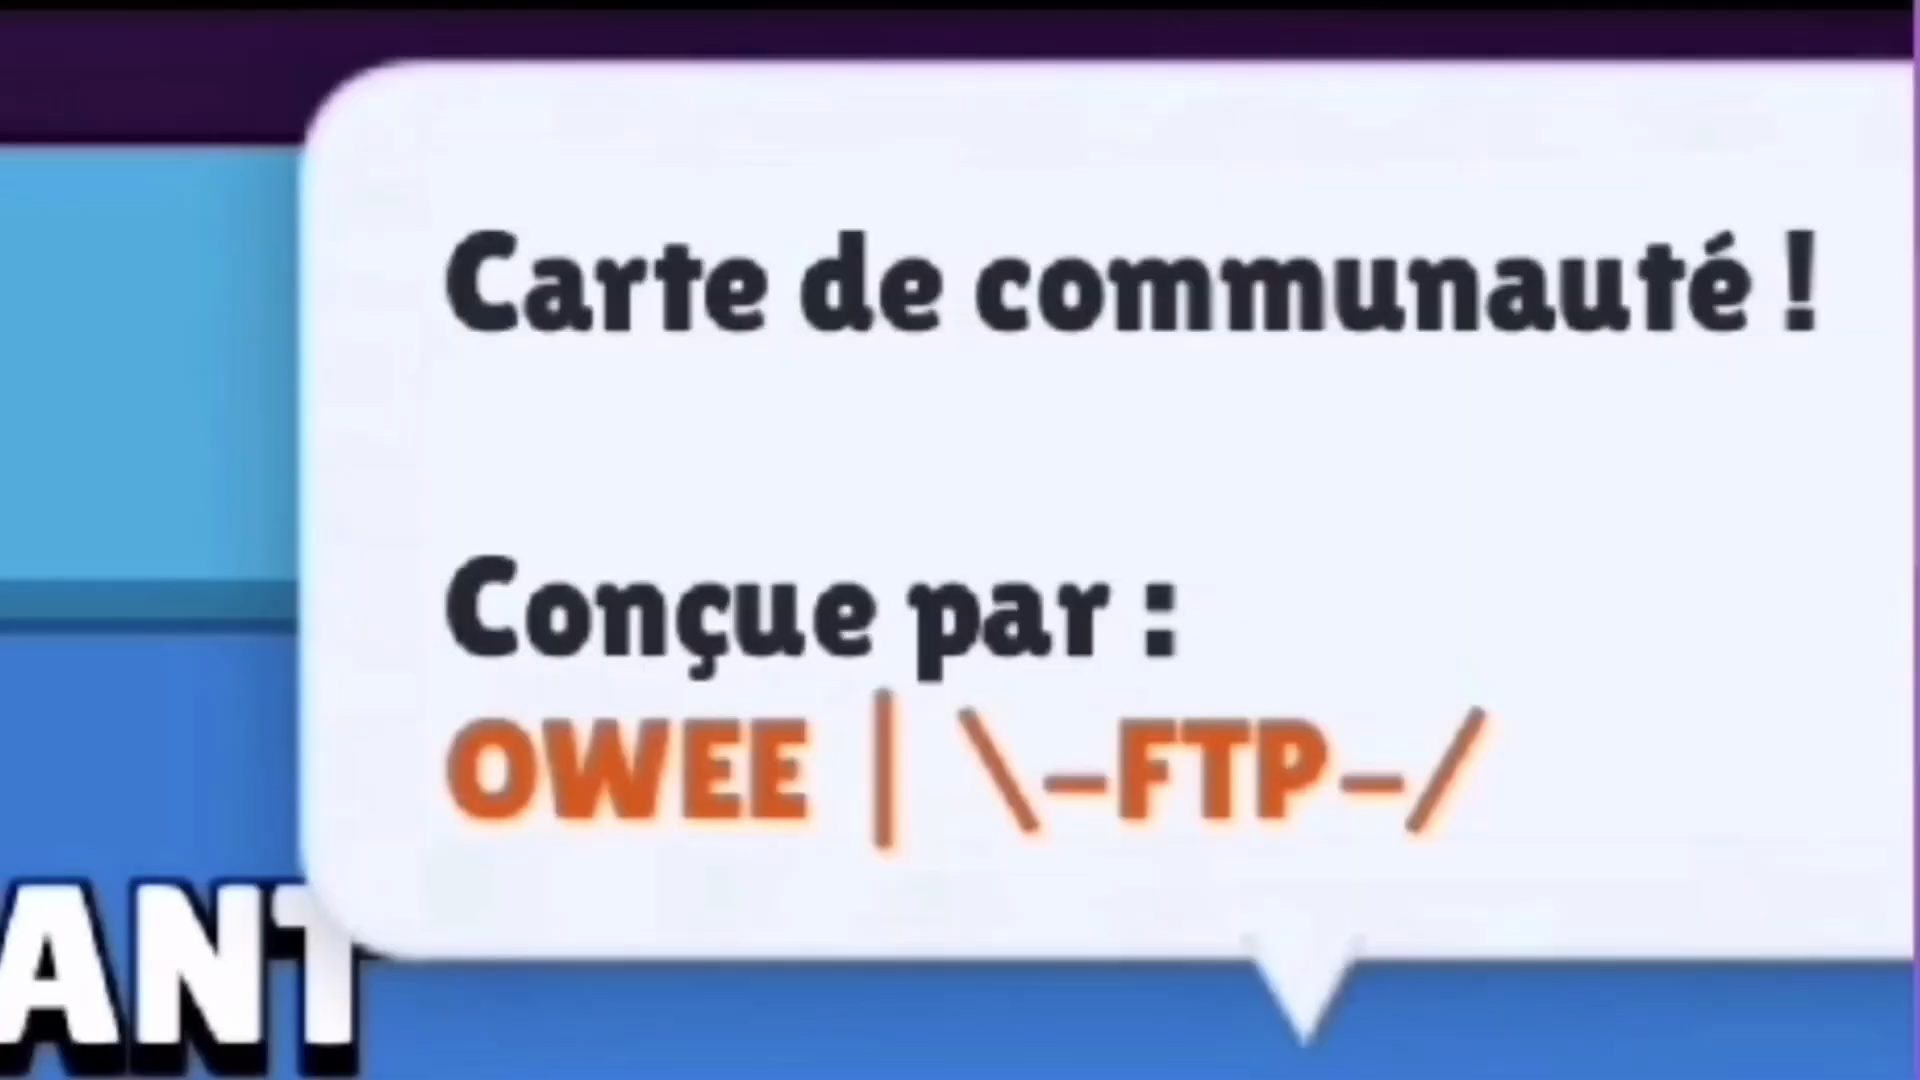 Carte de communauté !
Conçue par :
OWEE | \-FTP-/
ANT